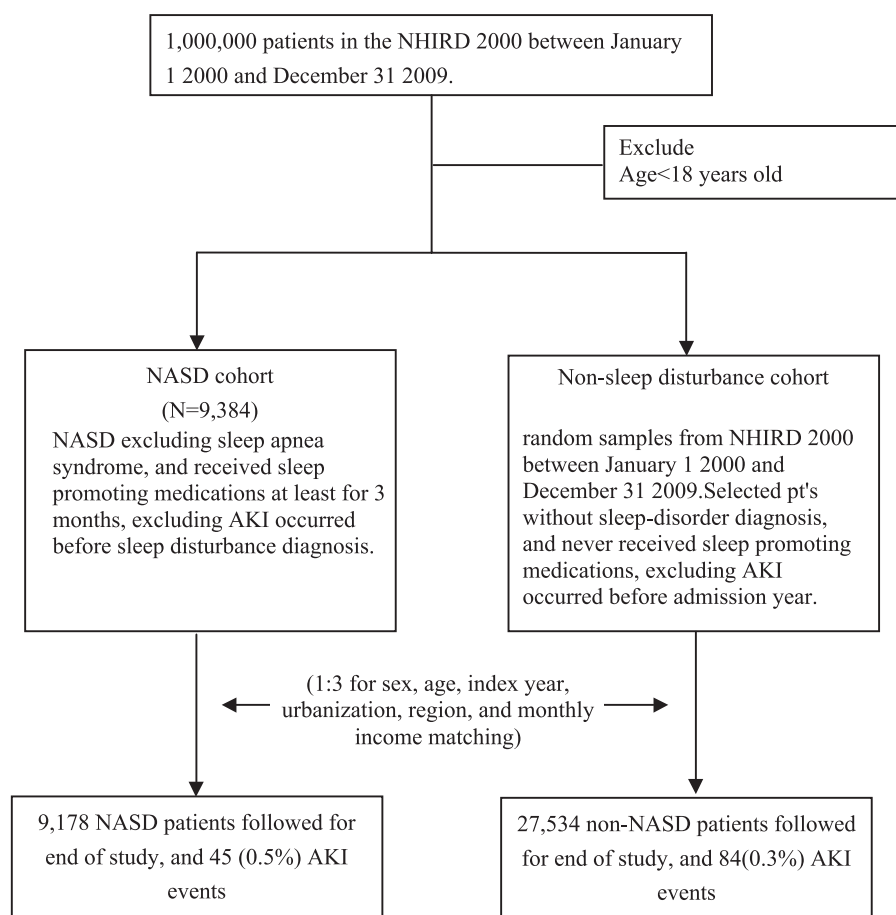 1,000,000 patients in the NHIRD 2000 between January
1 2000 and December 31 2009.
Exclude
Age<18 years old
NASD cohort
(N=9,384)
NASD excluding sleep apnea
syndrome, and received sleep
promoting medications at least for 3
months, excluding AKI occurred
before sleep disturbance diagnosis.
Non-sleep disturbance cohort
random samples from NHIRD 2000
between January 1 2000 and
December 31 2009.Selected pt's
without sleep-disorder diagnosis,
and never received sleep promoting
medications, excluding AKI
occurred before admission year.
(1:3 for sex, age, index year,
urbanization, region, and monthly
income matching)
9,178 NASD patients followed for
end of study, and 45 (0.5%) AKI
events
27,534 non-NASD patients followed
for end of study, and 84(0.3%) AKI
events